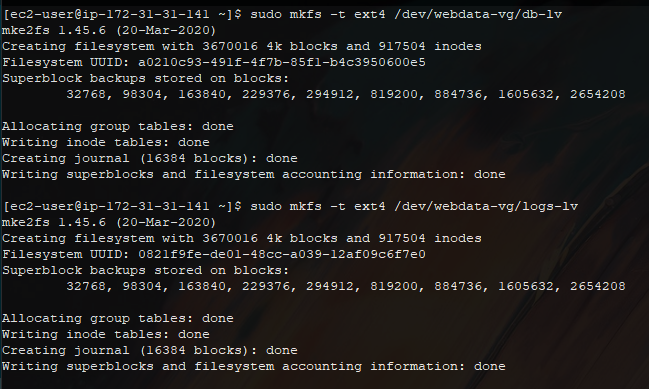 [ec2-user@ip-172-31-31-141 ~]$ sudo mkfs -t ext4 /dev/webdata-vg/db-lv
mke2fs 1.45.6 (20-Mar-2020)
Creating filesystem with 3670016 4k blocks and 917504 inodes
Filesystem UUID: a0210c93-491f-4f7b-85f1-b4c3950600e5
Superblock backups stored on blocks:
        32768, 98304, 163840, 229376, 294912, 819200, 884736, 1605632, 2654208

Allocating group tables: done
Writing inode tables: done
Creating journal (16384 blocks): done
Writing superblocks and filesystem accounting information: done

[ec2-user@ip-172-31-31-141 ~]$ sudo mkfs -t ext4 /dev/webdata-vg/logs-lv
mke2fs 1.45.6 (20-Mar-2020)
Creating filesystem with 3670016 4k blocks and 917504 inodes
Filesystem UUID: 0821f9fe-de01-48cc-a039-12af09c6f7e0
Superblock backups stored on blocks:
        32768, 98304, 163840, 229376, 294912, 819200, 884736, 1605632, 2654208

Allocating group tables: done
Writing inode tables: done
Creating journal (16384 blocks): done
Writing superblocks and filesystem accounting information: done